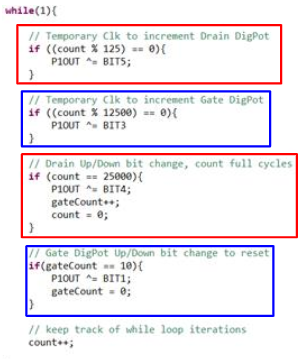 while(1){
// Temporary Clk to increment Drain DigPot
if ((count % 125) == 0){
P1OUT ^= BIT5;
}
// Temporary Clk to increment Gate DigPot
if ((count % 12500) == 0){
P1OUT ^= BIT3
}
// Drain Up/Down bit change, count full cycles
if (count == 25000){
P1OUT ^= BIT4;
gateCount++;
count = 0;
}
// Gate DigPot Up/Down bit change to reset
if(gateCount == 10){
P1OUT ^= BIT1;
gateCount = 0;
}
// keep track of while loop iterations
count++;